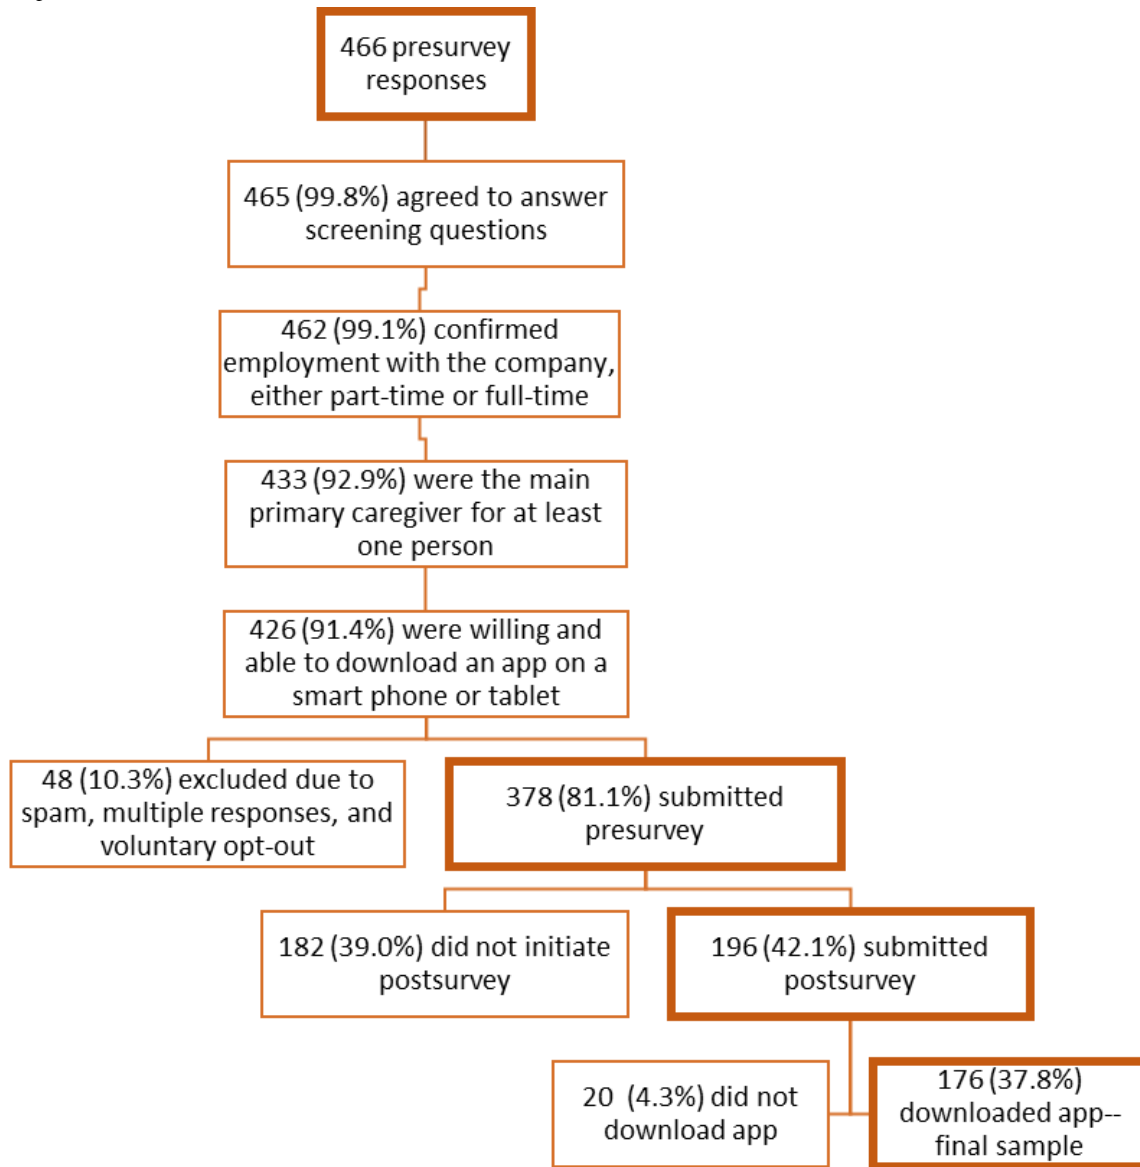 466 presurvey
responses
465 (99.8%) agreed to answer
screening questions
462 (99.1%) confirmed
employment with the company,
either part-time or full-time
433 (92.9%) were the main
primary caregiver for at least
one person
426 (91.4%) were willing and
able to download an app on a
smart phone or tablet
48 (10.3%) excluded due to
spam, multiple responses, and
voluntary opt-out
378 (81.1%) submitted
presurvey
182 (39.0%) did not initiate
postsurvey
196 (42.1%) submitted
postsurvey
20 (4.3%) did not
download app
176 (37.8%)
downloaded app--
final sample